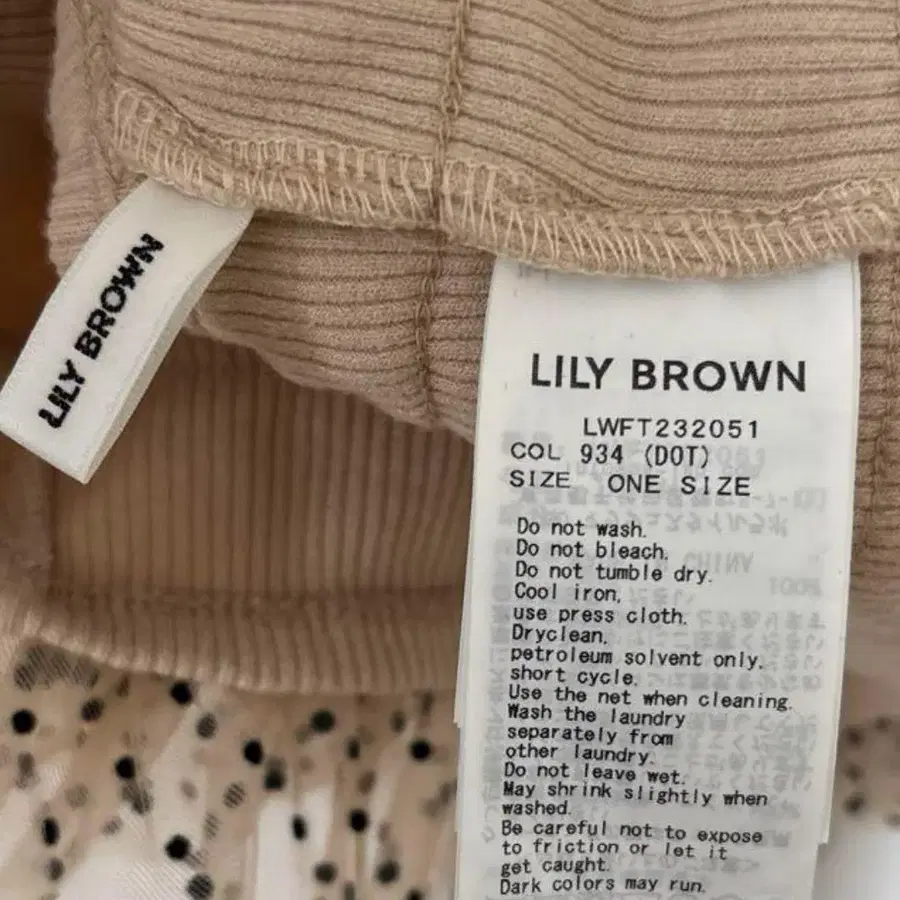 LILY BROWN
LILY BROWN
LWFT232051
COL 934 (DOT)
SIZE ONE SIZE
Do not wash.
Do not bleach.
Do not tumble dry.
Cool iron,
use press cloth.
Dryclean,
petroleum solvent only,
short cycle.
Use the net when cleaning.
Wash the laundry
separately from
other laundry.
Do not leave wet.
May shrink slightly when
washed.
Be careful not to expose
to friction or let it
get caught.
Dark colors may run.